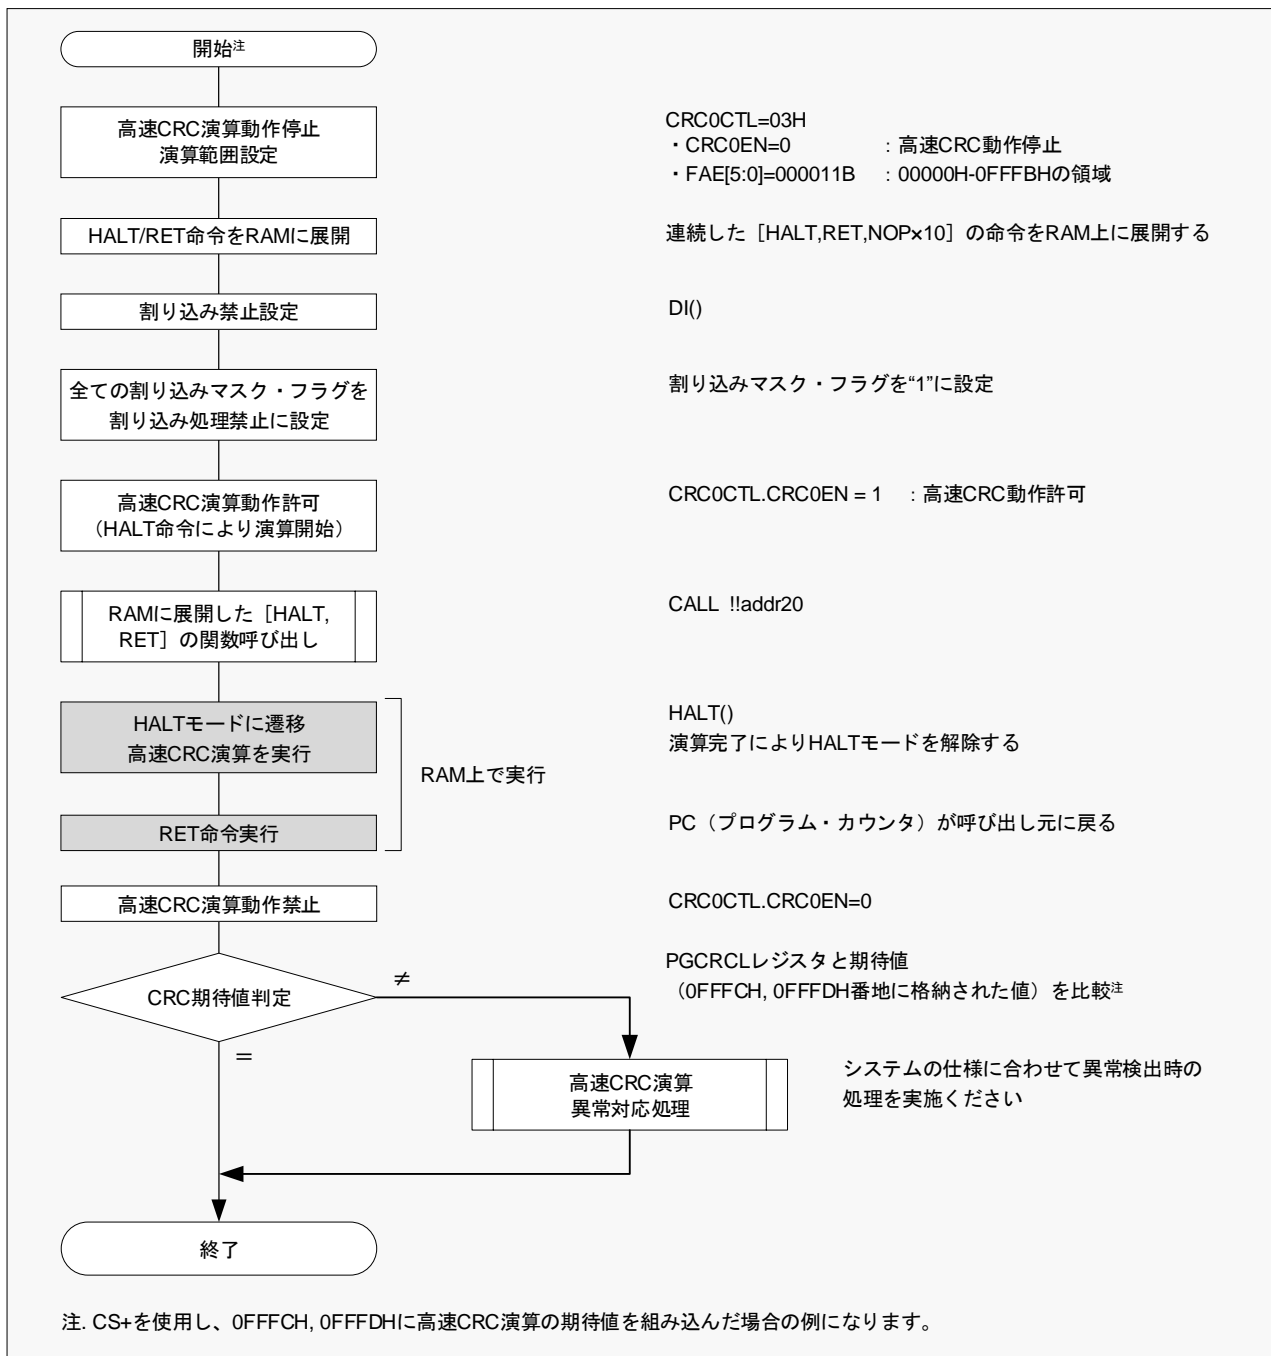 開始注
高速CRC演算動作停止
演算範囲設定
CRC0CTL=03H
・CRC0EN=0 : 高速CRC動作停止
・FAE[5:0]=000011B : 00000H-0FFFBHの領域
HALT/RET命令をRAMに展開
連続した［HALT,RET,NOP×10］の命令をRAM上に展開する
割り込み禁止設定
DI()
全ての割り込みマスク・フラグを
割り込み処理禁止に設定
割り込みマスク・フラグを“1”に設定
高速CRC演算動作許可
（HALT命令により演算開始）
CRC0CTL.CRC0EN = 1 : 高速CRC動作許可
RAMに展開した［HALT,
RET］の関数呼び出し
CALL !!addr20
HALTモードに遷移
高速CRC演算を実行
HALT()
演算完了によりHALTモードを解除する
RAM上で実行
RET命令実行
PC（プログラム・カウンタ）が呼び出し元に戻る
高速CRC演算動作禁止
CRC0CTL.CRC0EN=0
CRC期待値判定
≠
＝
PGCRCLレジスタと期待値
（0FFFCH, 0FFFDH番地に格納された値）を比較注
高速CRC演算
異常対応処理
システムの仕様に合わせて異常検出時の
処理を実施ください
終了
注. CS+を使用し、0FFFCH, 0FFFDHに高速CRC演算の期待値を組み込んだ場合の例になります。